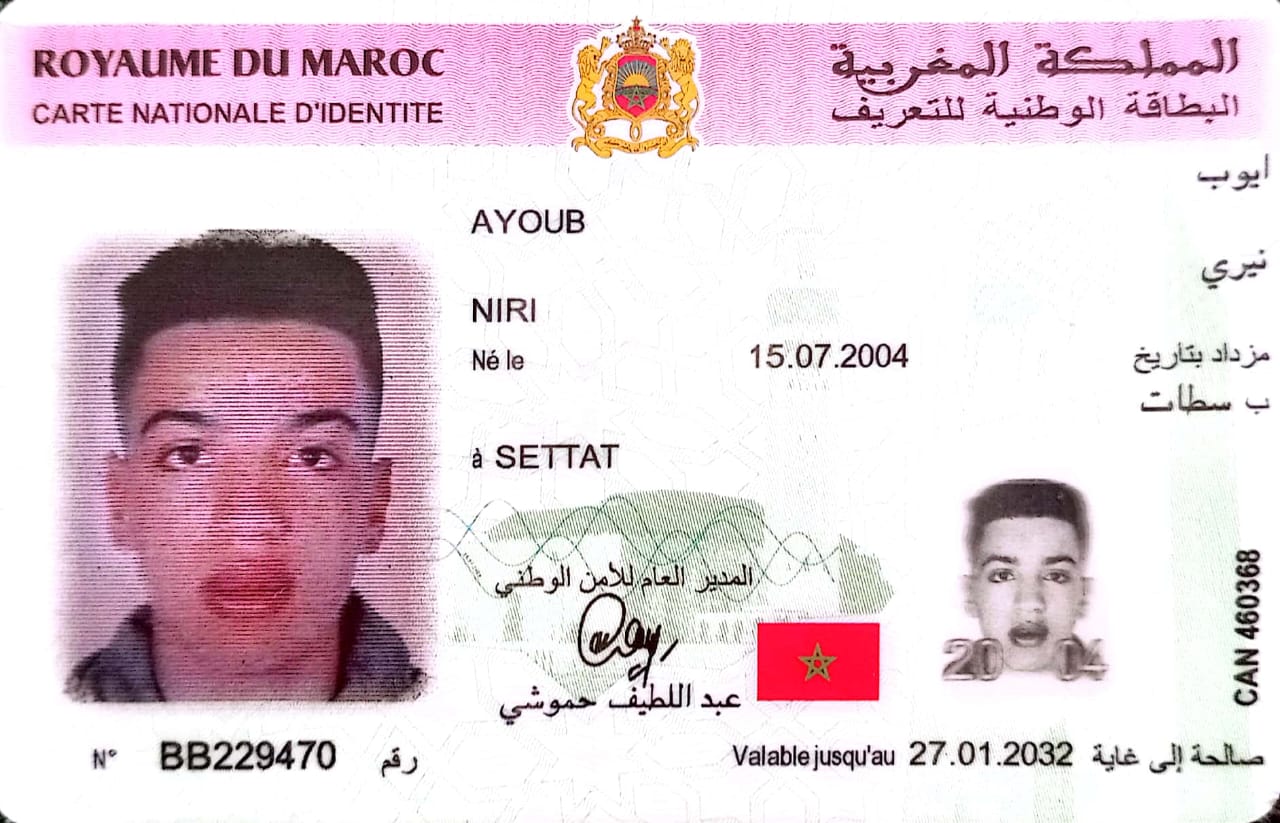 ROYAUME DU MAROC
المملكة المغربية
CARTE NATIONALE D'IDENTITE
البطاقة الوطنية للتعريف
ايوب
AYOUB
نيري
NIRI
Né le 15.07.2004 مزداد بتاريخ
ب سطات
à SETTAT
المدير العام للأمن الوطني
عبد اللطيف حموشي
2004
CAN 460368
N° BB229470 رقم
Valable jusqu'au 27.01.2032 صالحة إلى غاية